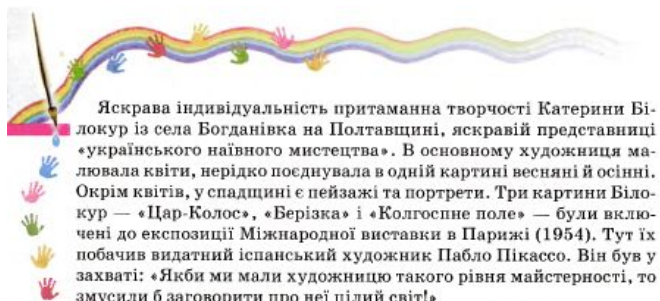 Яскрава індивідуальність притаманна творчості Катерини Бі-
локур із села Богданівка на Полтавщині, яскравій представниці
«українського наївного мистецтва». В основному художниця ма-
лювала квіти, нерідко поєднувала в одній картині весняні й осінні.
Окрім квітів, у спадщині є пейзажі та портрети. Три картини Біло-
кур — «Цар-Колос», «Берізка» і «Колгоспне поле» — були вклю-
чені до експозиції Міжнародної виставки в Парижі (1954). Тут їх
побачив видатний іспанський художник Пабло Пікассо. Він був у
захваті: «Якби ми мали художницю такого рівня майстерності, то
змусили б заговорити про неї цілий світ!»